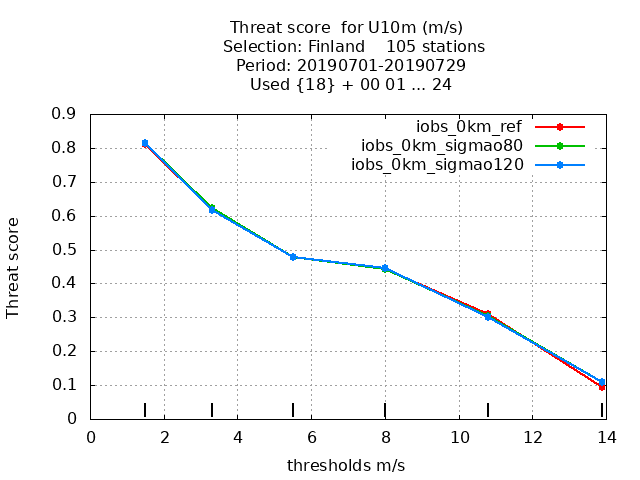 Threat score  for U10m (m/s)
Selection: Finland    105 stations
Period: 20190701-20190729
Used {18} + 00 01 ... 24
iobs_0km_ref
iobs_0km_sigmao80
iobs_0km_sigmao120
Threat score
0.9
0.8
0.7
0.6
0.5
0.4
0.3
0.2
0.1
0
0 2 4 6 8 10 12 14
thresholds m/s